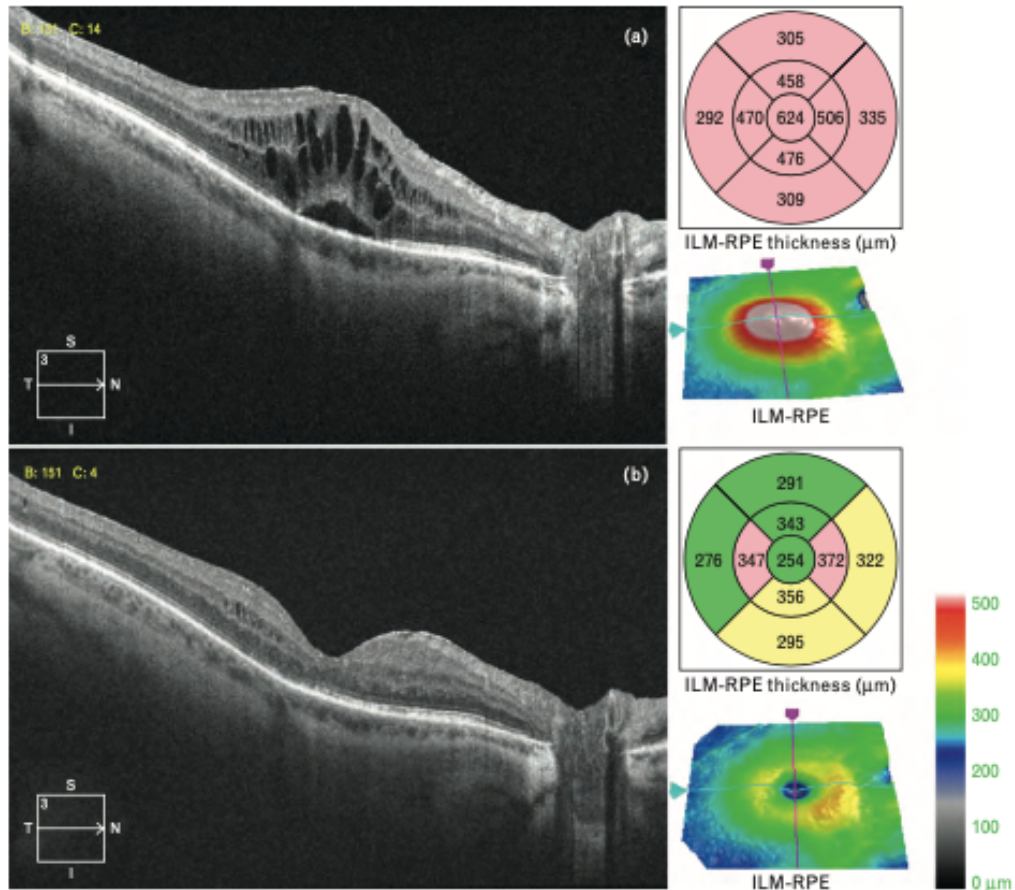 B: 131 C: 14
(a)
3
S
T
N
I
305
458
292 470 624 506 335
476
309
ILM-RPE thickness (μm)
ILM-RPE
B: 151 C: 4
(b)
3
S
T
N
I
291
343
276 347 254 372 322
356
295
ILM-RPE thickness (μm)
ILM-RPE
500
400
300
200
100
0 μm